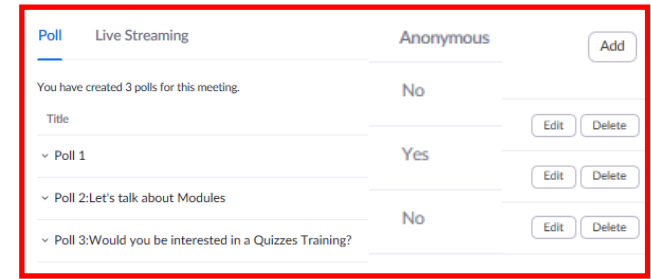 Poll Live Streaming Anonymous Add
You have created 3 polls for this meeting.
No
Title
Edit Delete
Poll 1
Yes
Edit Delete
Poll 2:Let's talk about Modules
No
Edit Delete
Poll 3:Would you be interested in a Quizzes Training?